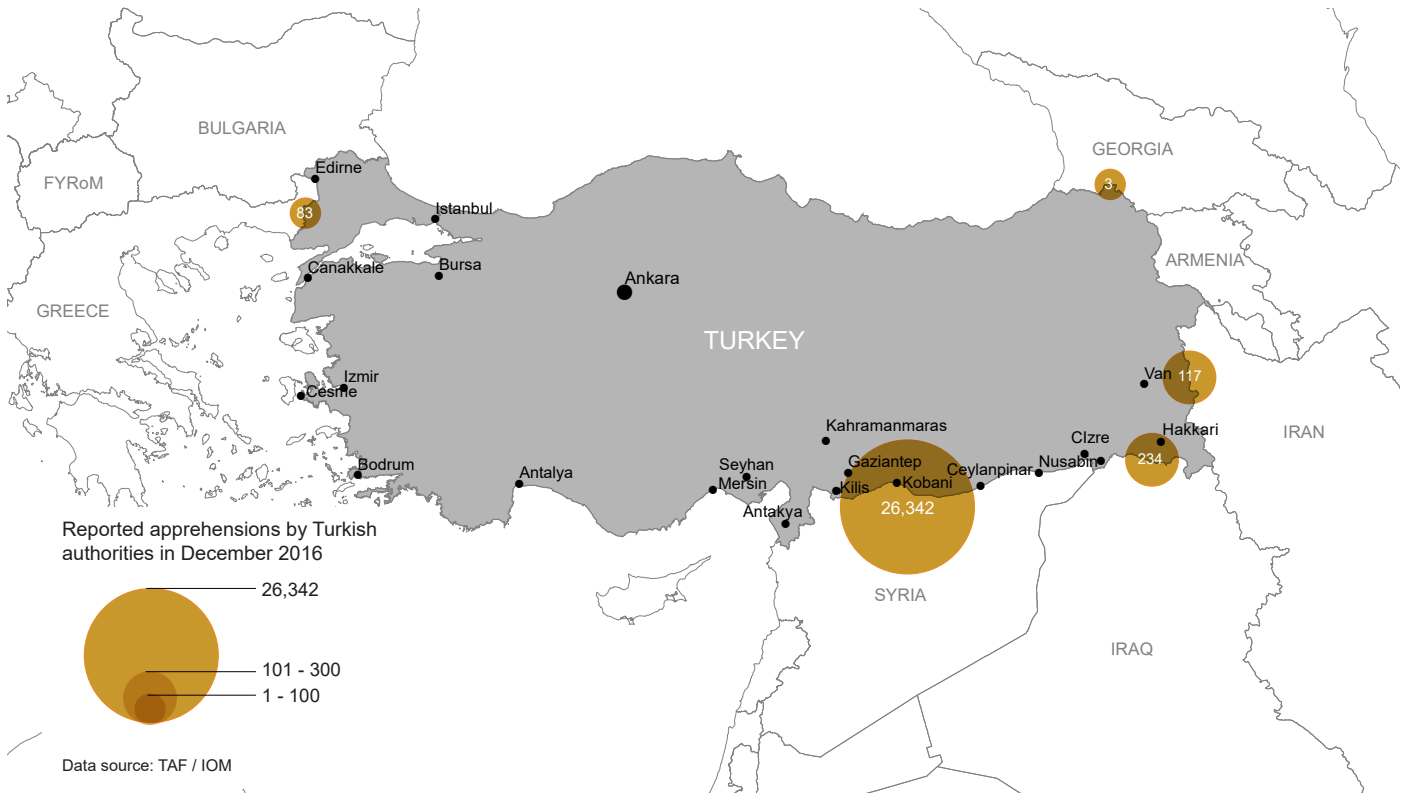 BULGARIA
GEORGIA
Edirne
FYRoM
3
83
Istanbul
ARMENIA
Canakkale
Bursa
Ankara
GREECE
TURKEY
Izmir
Cesme
Van
117
Kahramanmaras
Hakkari
IRAN
CIzre
Bodrum
Antalya
Seyhan
Gaziantep
Ceylanpinar
Nusabin
234
Mersin
Kilis
Kobani
Antakya
26,342
SYRIA
IRAQ
Reported apprehensions by Turkish
authorities in December 2016
26,342
101 - 300
1 - 100
Data source: TAF / IOM